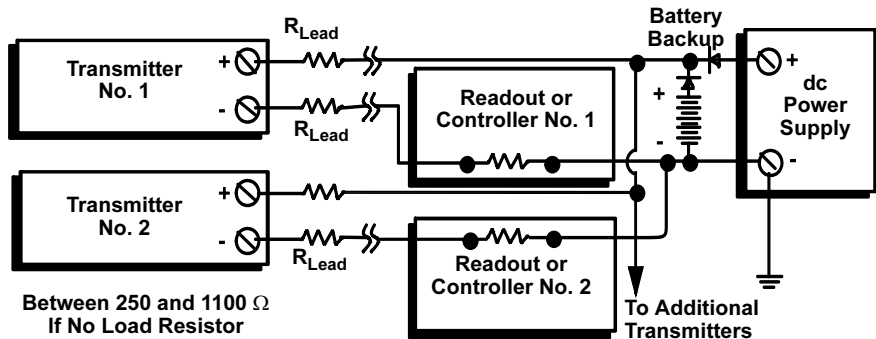 Battery
Backup
R Lead
Transmitter
No. 1
+
-
R Lead
Readout or
Controller No. 1
+
-
dc
Power
Supply
+
-
Transmitter
No. 2
+
-
R Lead
Readout or
Controller No. 2
Between 250 and 1100 Ω
If No Load Resistor
To Additional
Transmitters